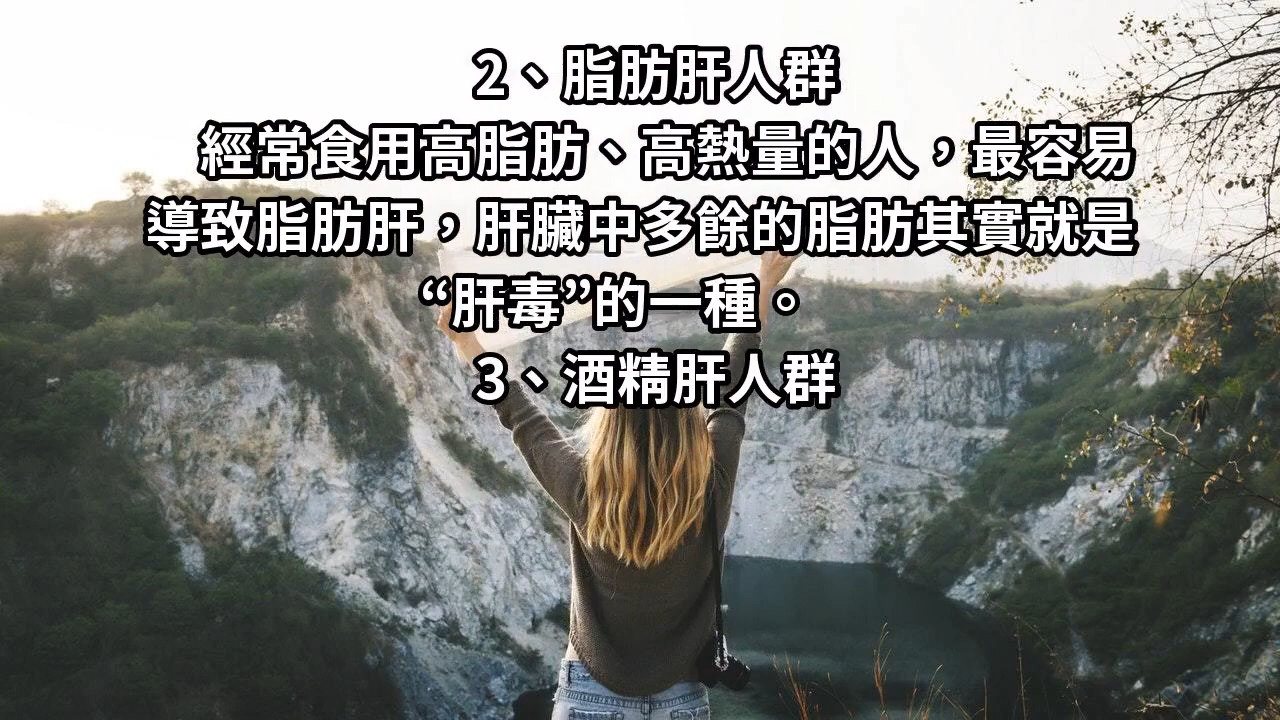 2、脂肪肝人群
經常食用高脂肪、高熱量的人，最容易
導致脂肪肝，肝臟中多餘的脂肪其實就是
“肝毒”的一種。
3、酒精肝人群